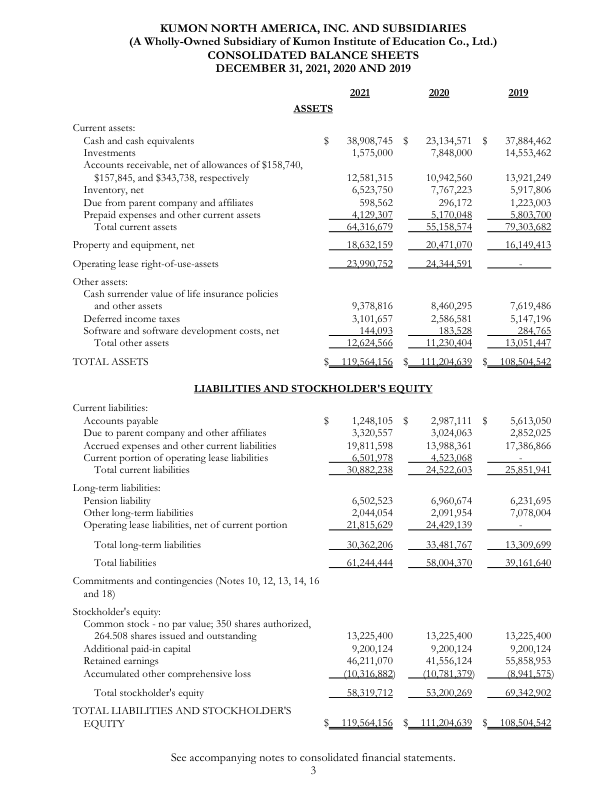 KUMON NORTH AMERICA, INC. AND SUBSIDIARIES
(A Wholly-Owned Subsidiary of Kumon Institute of Education Co., Ltd.)
CONSOLIDATED BALANCE SHEETS
DECEMBER 31, 2021, 2020 AND 2019
2021 2020 2019
ASSETS
Current assets:
Cash and cash equivalents $ 38,908,745 $ 23,134,571 $ 37,884,462
Investments 1,575,000 7,848,000 14,553,462
Accounts receivable, net of allowances of $158,740,
$157,845, and $343,738, respectively 12,581,315 10,942,560 13,921,249
Inventory, net 6,523,750 7,767,223 5,917,806
Due from parent company and affiliates 598,562 296,172 1,223,003
Prepaid expenses and other current assets 4,129,307 5,170,048 5,803,700
Total current assets 64,316,679 55,158,574 79,303,682
Property and equipment, net 18,632,159 20,471,070 16,149,413
Operating lease right-of-use-assets 23,990,752 24,344,591 -
Other assets:
Cash surrender value of life insurance policies
and other assets 9,378,816 8,460,295 7,619,486
Deferred income taxes 3,101,657 2,586,581 5,147,196
Software and software development costs, net 144,093 183,528 284,765
Total other assets 12,624,566 11,230,404 13,051,447
TOTAL ASSETS $ 119,564,156 $ 111,204,639 $ 108,504,542
LIABILITIES AND STOCKHOLDER'S EQUITY
Current liabilities:
Accounts payable $ 1,248,105 $ 2,987,111 $ 5,613,050
Due to parent company and other affiliates 3,320,557 3,024,063 2,852,025
Accrued expenses and other current liabilities 19,811,598 13,988,361 17,386,866
Current portion of operating lease liabilities 6,501,978 4,523,068 -
Total current liabilities 30,882,238 24,522,603 25,851,941
Long-term liabilities:
Pension liability 6,502,523 6,960,674 6,231,695
Other long-term liabilities 2,044,054 2,091,954 7,078,004
Operating lease liabilities, net of current portion 21,815,629 24,429,139 -
Total long-term liabilities 30,362,206 33,481,767 13,309,699
Total liabilities 61,244,444 58,004,370 39,161,640
Commitments and contingencies (Notes 10, 12, 13, 14, 16
and 18)
Stockholder's equity:
Common stock - no par value; 350 shares authorized,
264.508 shares issued and outstanding 13,225,400 13,225,400 13,225,400
Additional paid-in capital 9,200,124 9,200,124 9,200,124
Retained earnings 46,211,070 41,556,124 55,858,953
Accumulated other comprehensive loss (10,316,882) (10,781,379) (8,941,575)
Total stockholder's equity 58,319,712 53,200,269 69,342,902
TOTAL LIABILITIES AND STOCKHOLDER'S
EQUITY $ 119,564,156 $ 111,204,639 $ 108,504,542
See accompanying notes to consolidated financial statements.
3